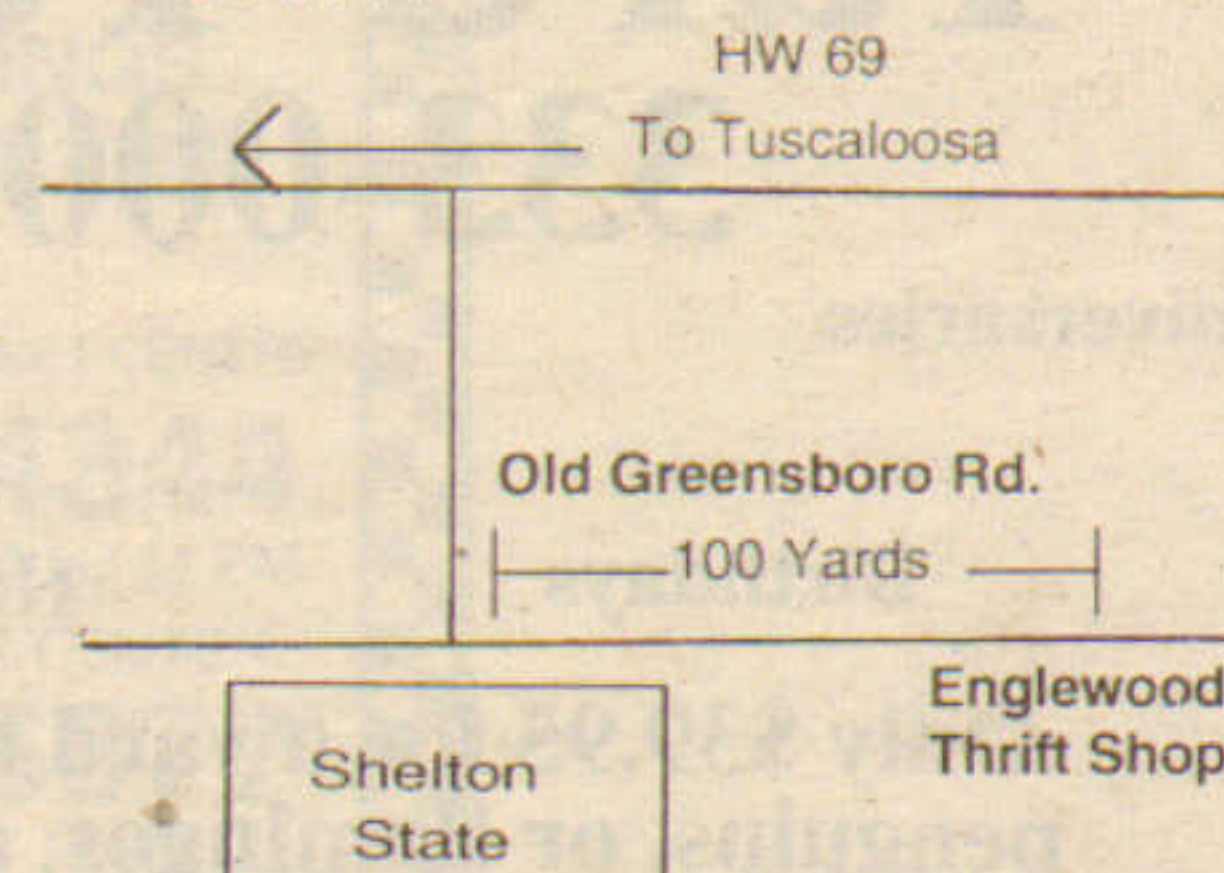 HW 69
To Tuscaloosa
Old Greensboro Rd.
100 Yards
Englewood
Thrift Shop
Shelton
State